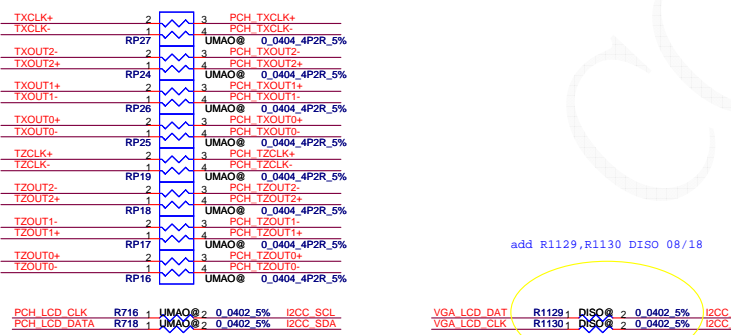 TXCLK+ 2 3 PCH_TXCLK+
TXCLK- 1 4 PCH_TXCLK-
RP27 UMAO@ 0_0404_4P2R_5%
TXOUT2- 2 3 PCH_TXOUT2-
TXOUT2+ 1 4 PCH_TXOUT2+
RP24 UMAO@ 0_0404_4P2R_5%
TXOUT1+ 2 3 PCH_TXOUT1+
TXOUT1- 1 4 PCH_TXOUT1-
RP26 UMAO@ 0_0404_4P2R_5%
TXOUT0+ 2 3 PCH_TXOUT0+
TXOUT0- 1 4 PCH_TXOUT0-
RP25 UMAO@ 0_0404_4P2R_5%
TZCLK+ 2 3 PCH_TZCLK+
TZCLK- 1 4 PCH_TZCLK-
RP19 UMAO@ 0_0404_4P2R_5%
TZOUT2- 2 3 PCH_TZOUT2-
TZOUT2+ 1 4 PCH_TZOUT2+
RP18 UMAO@ 0_0404_4P2R_5%
TZOUT1- 2 3 PCH_TZOUT1-
TZOUT1+ 1 4 PCH_TZOUT1+
RP17 UMAO@ 0_0404_4P2R_5%
TZOUT0+ 2 3 PCH_TZOUT0+
TZOUT0- 1 4 PCH_TZOUT0-
RP16 UMAO@ 0_0404_4P2R_5%
add R1129,R1130 DISO 08/18
PCH_LCD_CLK R716 1 UMAO@ 2 0_0402_5% I2CC_SCL
PCH_LCD_DATA R718 1 UMAO@ 2 0_0402_5% I2CC_SDA
VGA_LCD_DAT R1129 1 DISO@ 2 0_0402_5% I2CC
VGA_LCD_CLK R1130 1 DISO@ 2 0_0402_5% I2CC